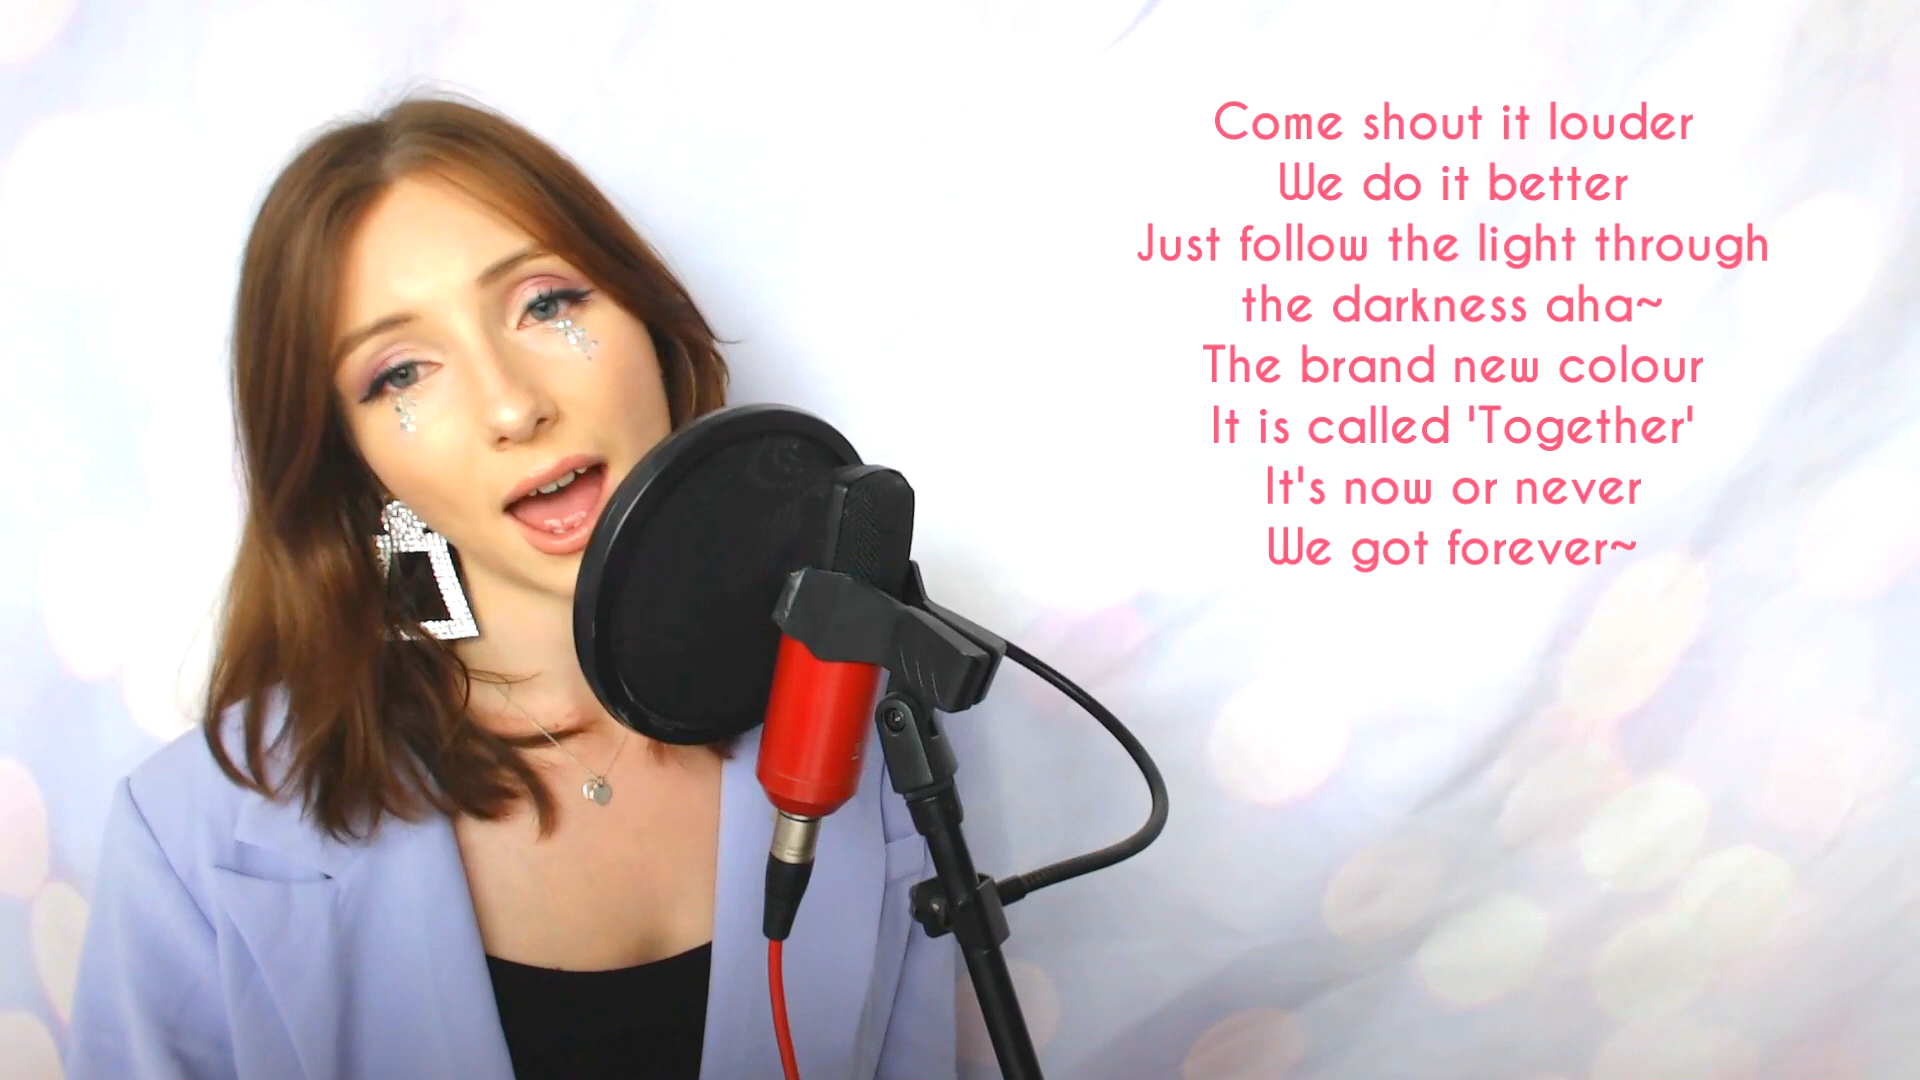 Come shout it louder
We do it better
Just follow the light through
the darkness aha~
The brand new colour
It is called 'Together'
It's now or never
We got forever~